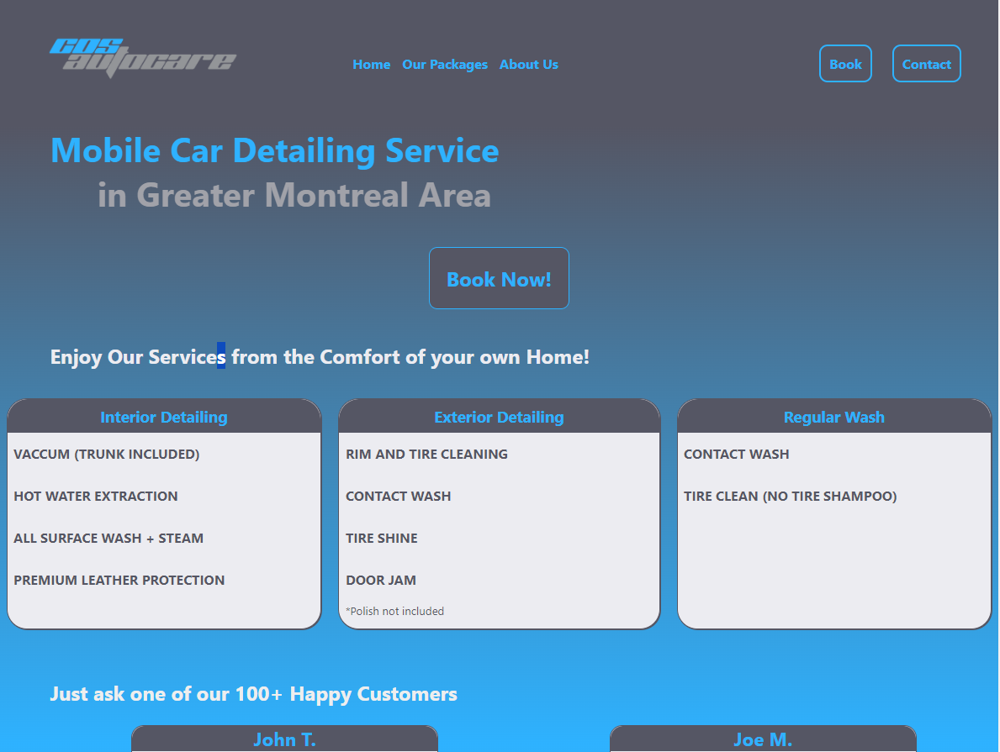 cds
autocare
Home Our Packages About Us
Book
Contact
Mobile Car Detailing Service
in Greater Montreal Area
Book Now!
Enjoy Our Services from the Comfort of your own Home!
Interior Detailing
VACCUM (TRUNK INCLUDED)
HOT WATER EXTRACTION
ALL SURFACE WASH + STEAM
PREMIUM LEATHER PROTECTION
Exterior Detailing
RIM AND TIRE CLEANING
CONTACT WASH
TIRE SHINE
DOOR JAM
*Polish not included
Regular Wash
CONTACT WASH
TIRE CLEAN (NO TIRE SHAMPOO)
Just ask one of our 100+ Happy Customers
John T.
Joe M.